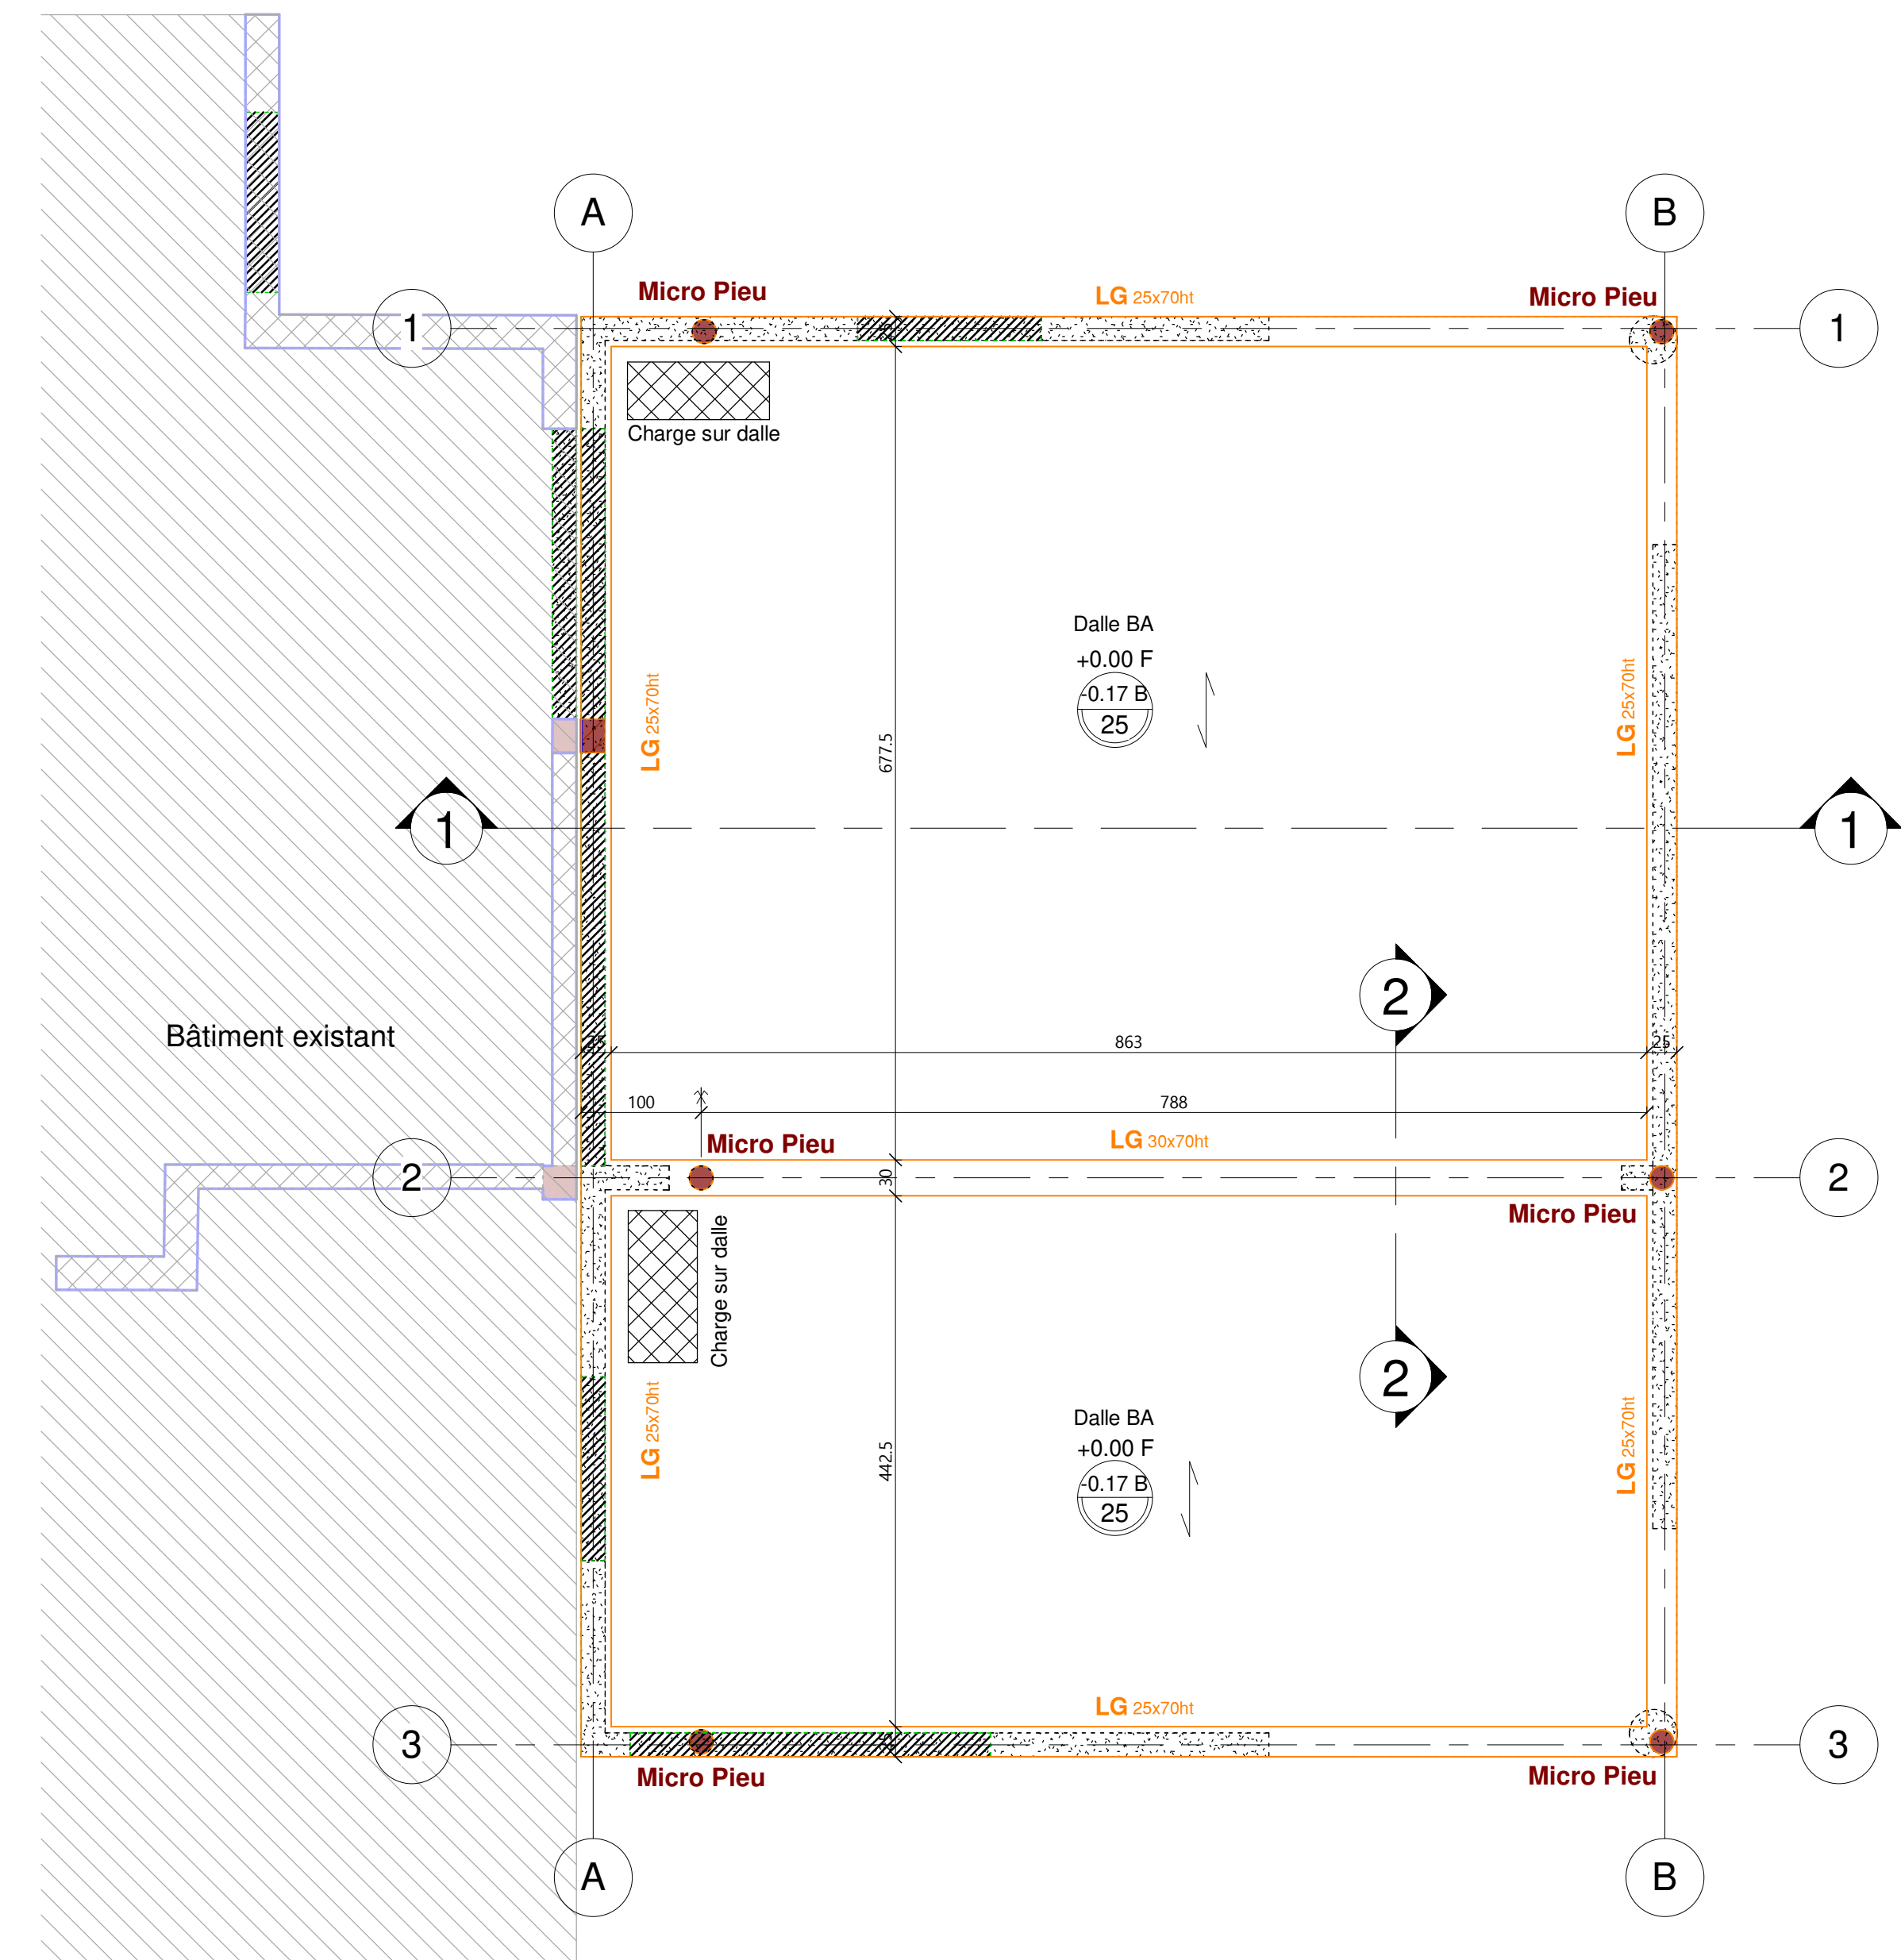 A
B
Micro Pieu
LG 25x70ht
Micro Pieu
1
1
25
Charge sur dalle
Dalle BA
+0.00 F
-0.17 B
25
LG 25x70ht
LG 25x70ht
677.5
1
1
2
Bâtiment existant
25
863
25
100
788
Micro Pieu
LG 30x70ht
2
30
2
Micro Pieu
Charge sur dalle
2
LG 25x70ht
LG 25x70ht
442.5
Dalle BA
+0.00 F
-0.17 B
25
LG 25x70ht
3
25
3
Micro Pieu
Micro Pieu
A
B